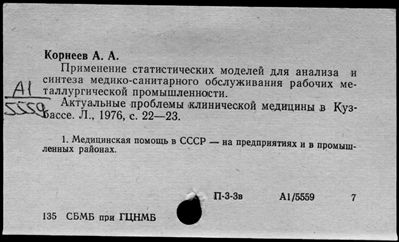 Корнеев А. А.
Применение статистических моделей для анализа и
синтеза медико-санитарного обслуживания рабочих ме-
таллургической промышленности.
A1
5559
Актуальные проблемы клинической медицины в Куз-
бассе. Л., 1976, с. 22—23.
1. Медицинская помощь в СССР — на предприятиях и в промыш-
ленных районах.
П-3-3в А1/5559 7
135 СБМБ при ГЦНМБ